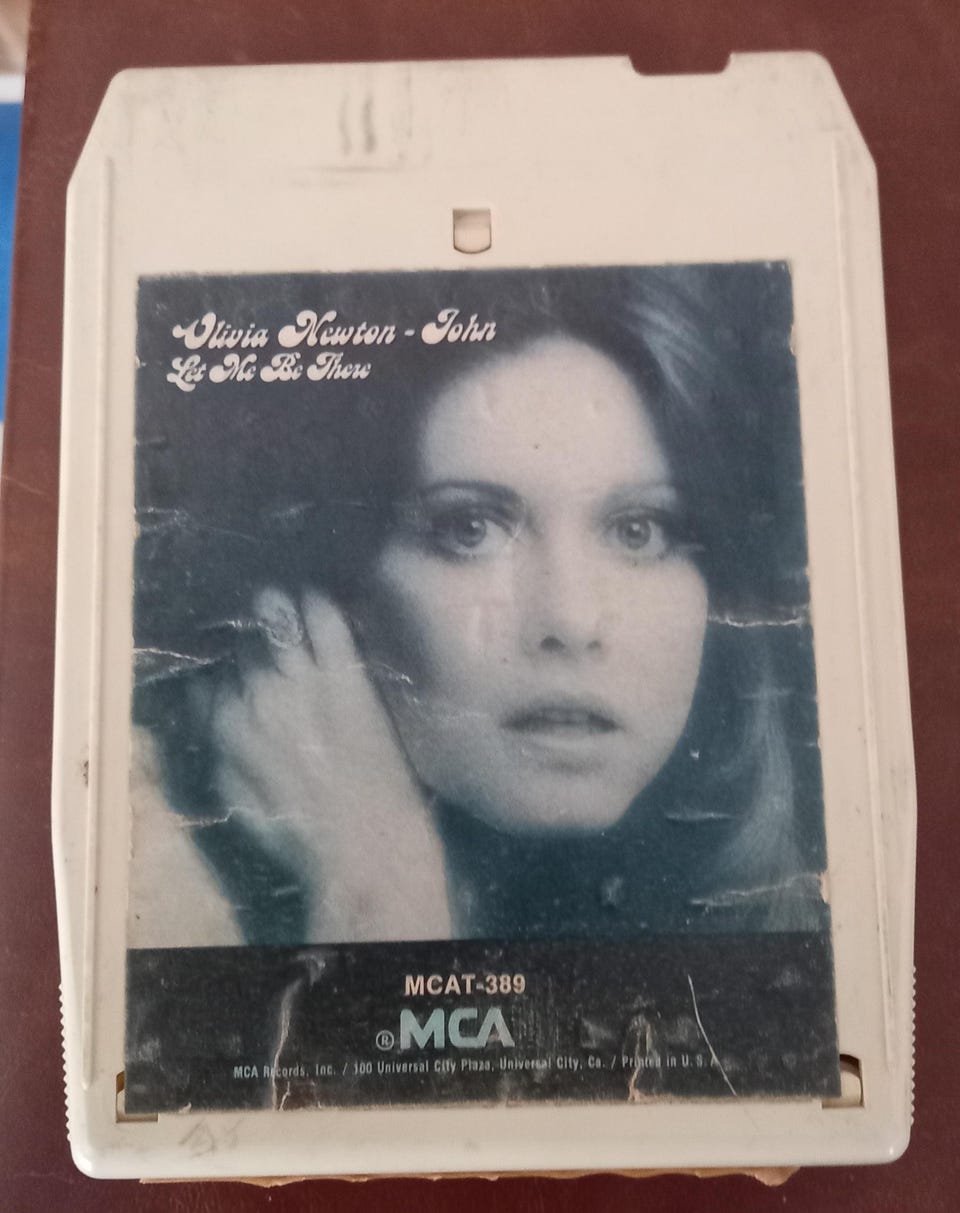 Olivia Newton - John
Let Me Be There
MCAT-389
® MCA
MCA Records, Inc. / 100 Universal City Plaza, Universal City, Ca. / Printed in U. S. A